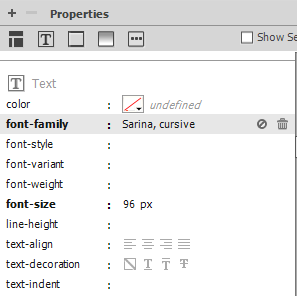 + − Properties
T Show Se
T Text
color : undefined
font-family : Sarina, cursive
font-style :
font-variant :
font-weight :
font-size : 96 px
line-height :
text-align :
text-decoration : T T T
text-indent :